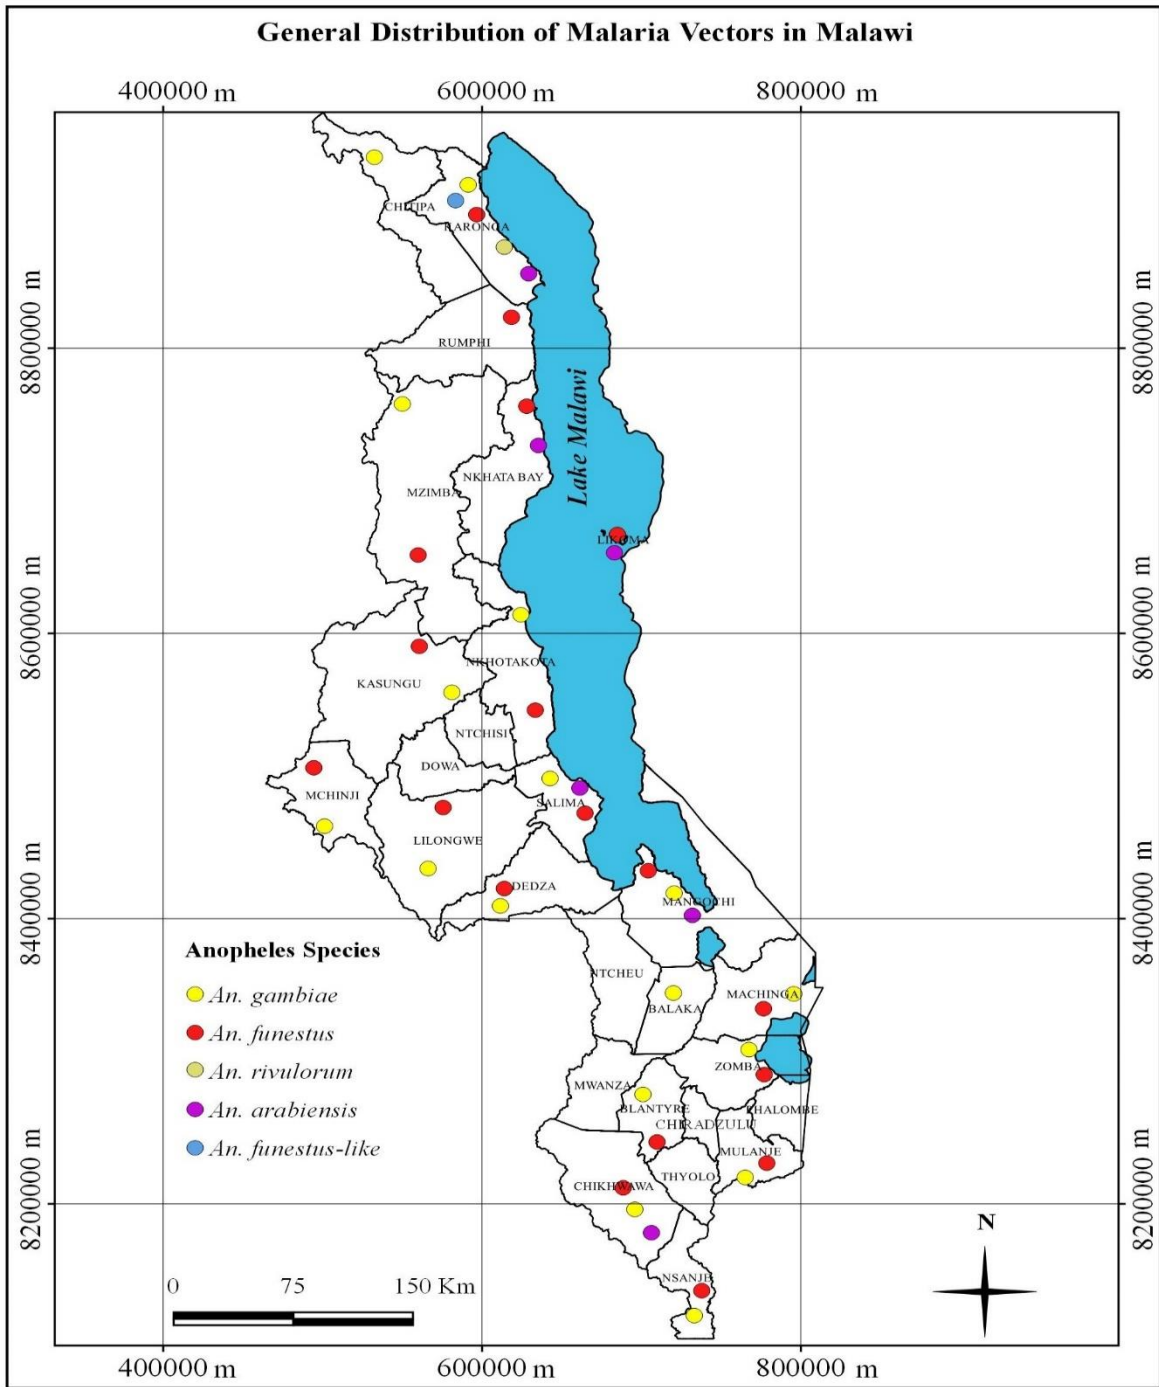 General Distribution of Malaria Vectors in Malawi
400000 m
600000 m
800000 m
8800000 m
8800000 m
8600000 m
8600000 m
8400000 m
8400000 m
8200000 m
8200000 m
CHITIPA
KARONGA
RUMPHI
Lake Malawi
NKHATA BAY
MZIMBA
LIKOMA
NKHOTAKOTA
KASUNGU
NTCHISI
DOWA
MCHINJI
SALIMA
LILONGWE
DEDZA
MANGOCHI
NTCHEU
MACHINGA
BALAKA
ZOMBA
MWANZA
BLANTYRE
PHALOMBE
CHIRADZULU
MULANJE
THYOLO
CHIKHWAWA
NSANJE
Anopheles Species
An. gambiae
An. funestus
An. rivulorum
An. arabiensis
An. funestus-like
N
0 75 150 Km
400000 m
600000 m
800000 m